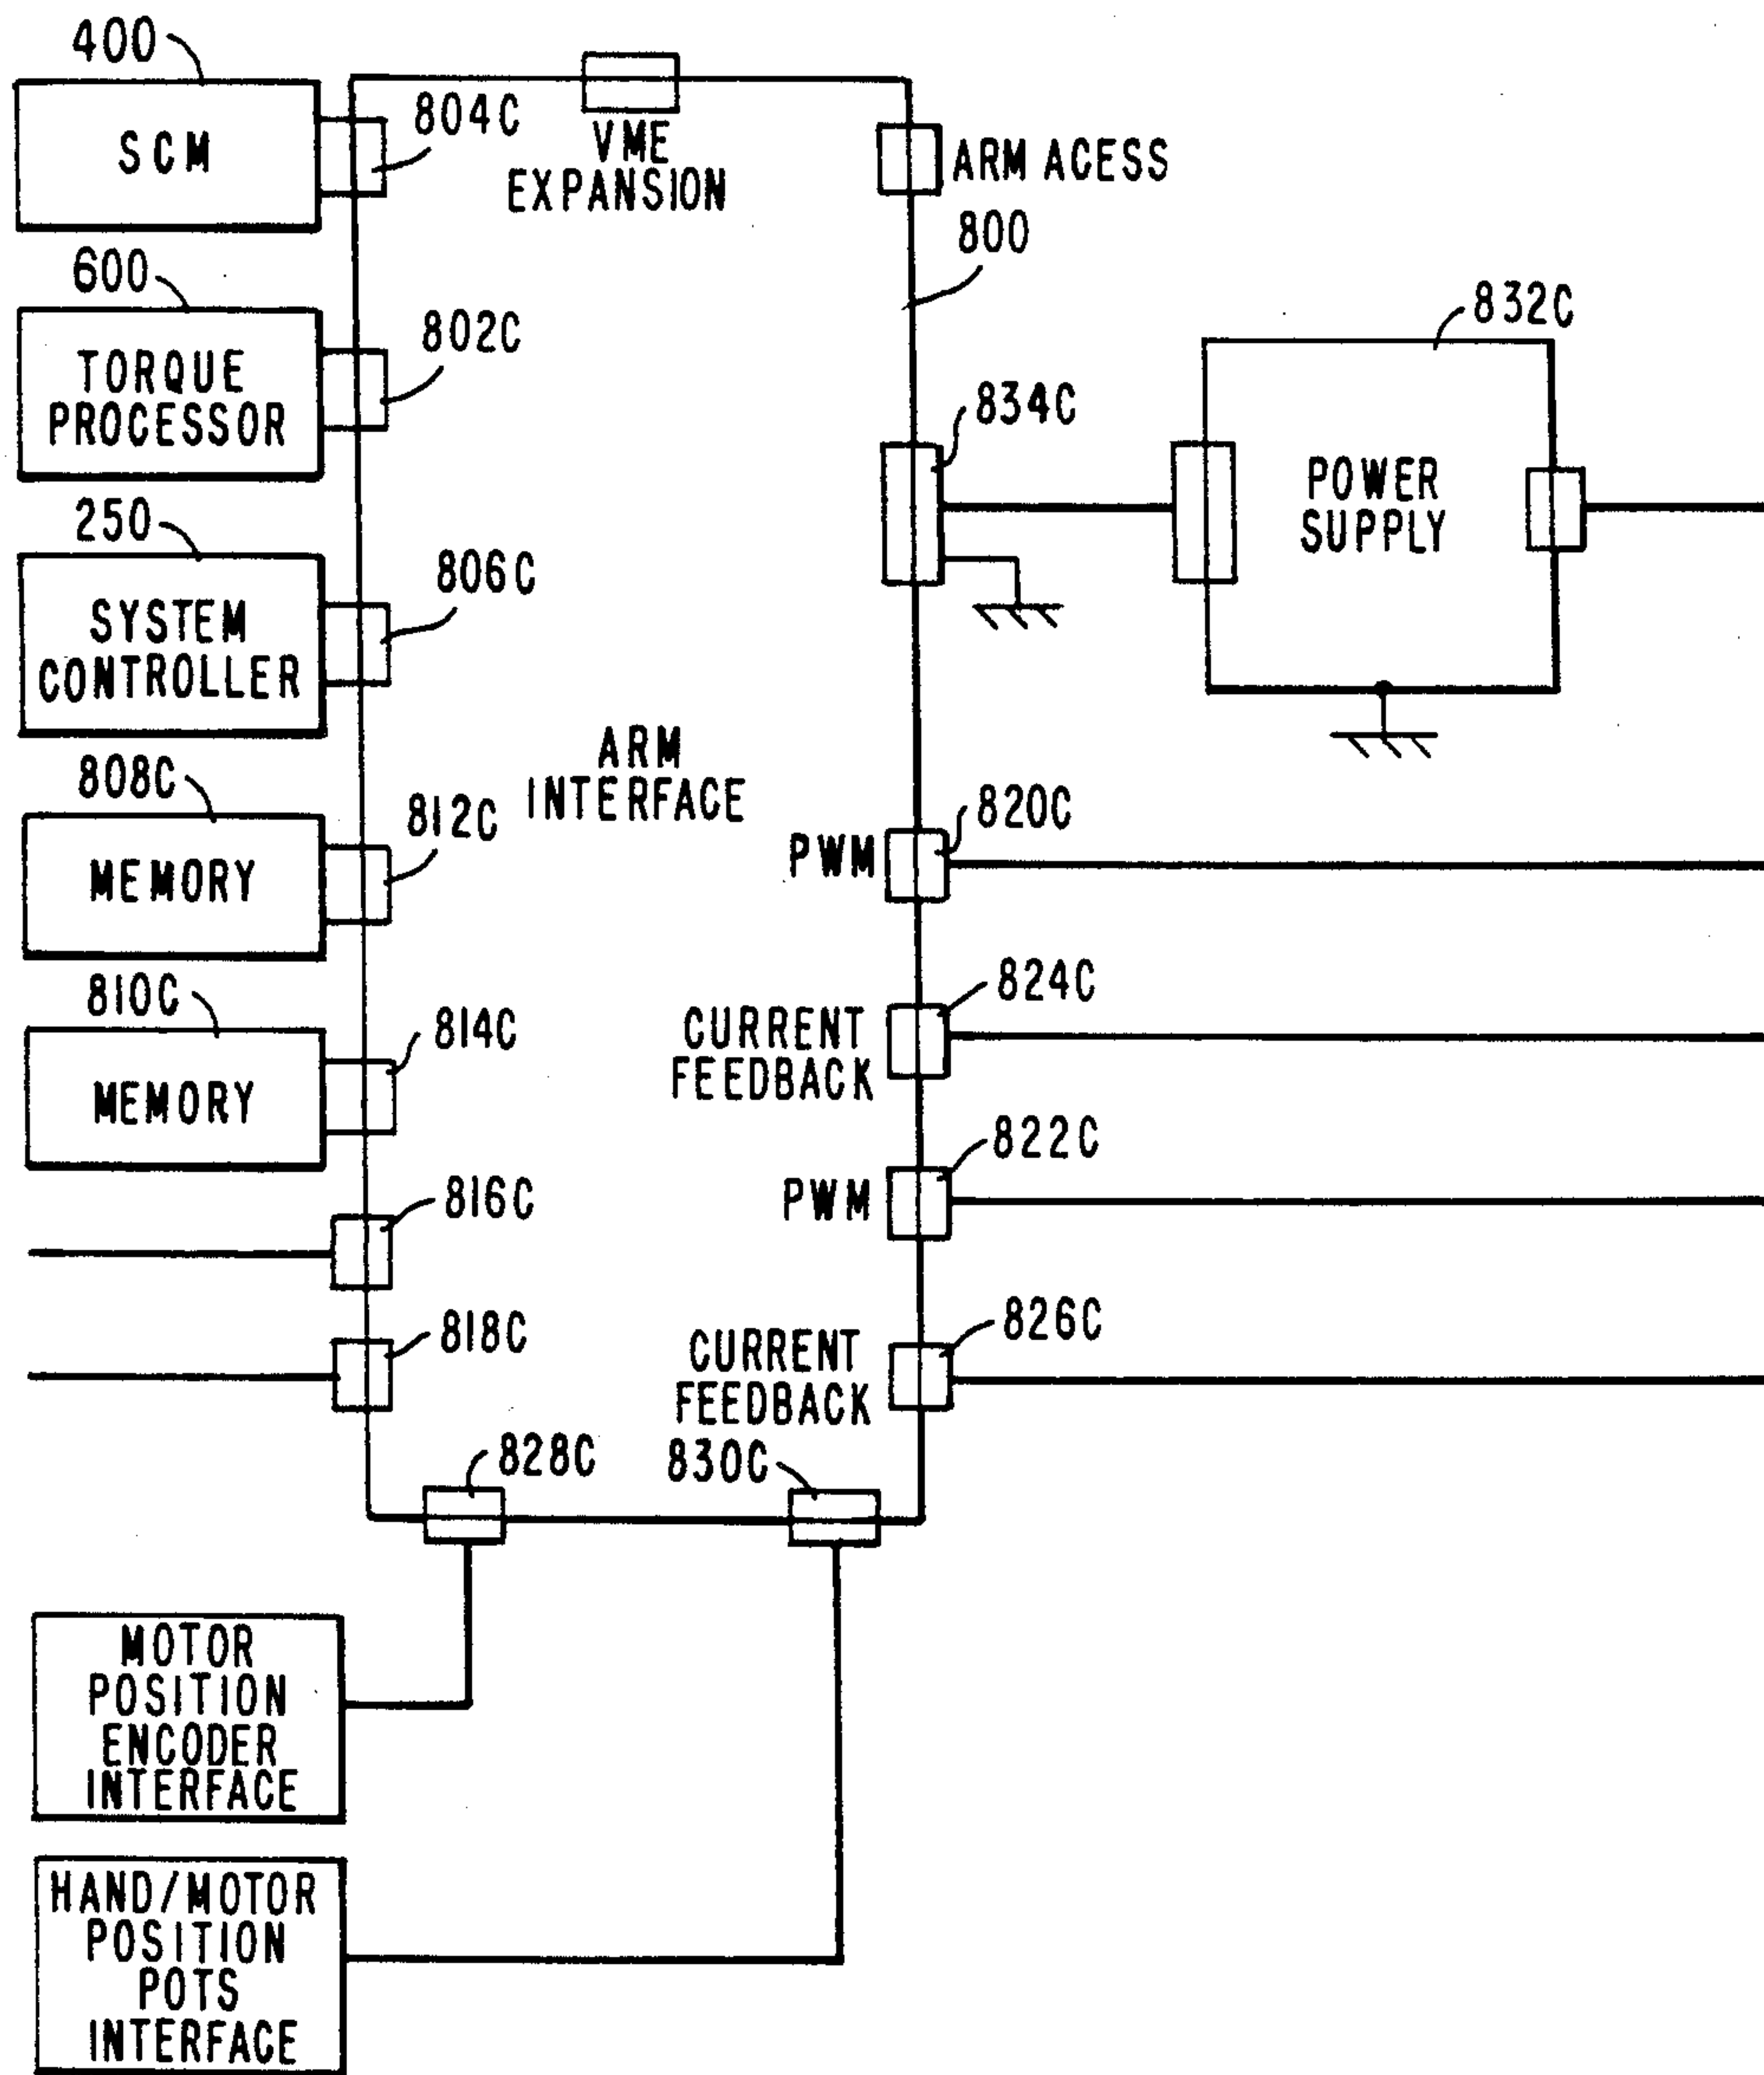 400
SCM
804C
VME
EXPANSION
ARM ACESS
800
600
TORQUE
PROCESSOR
802C
832C
834C
POWER
SUPPLY
250
SYSTEM
CONTROLLER
806C
ARM
INTERFACE
808C
MEMORY
812C
PWM
820C
810C
MEMORY
814C
CURRENT
FEEDBACK
824C
816C
PWM
822C
818C
CURRENT
FEEDBACK
826C
828C
830C
MOTOR
POSITION
ENCODER
INTERFACE
HAND/MOTOR
POSITION
POTS
INTERFACE